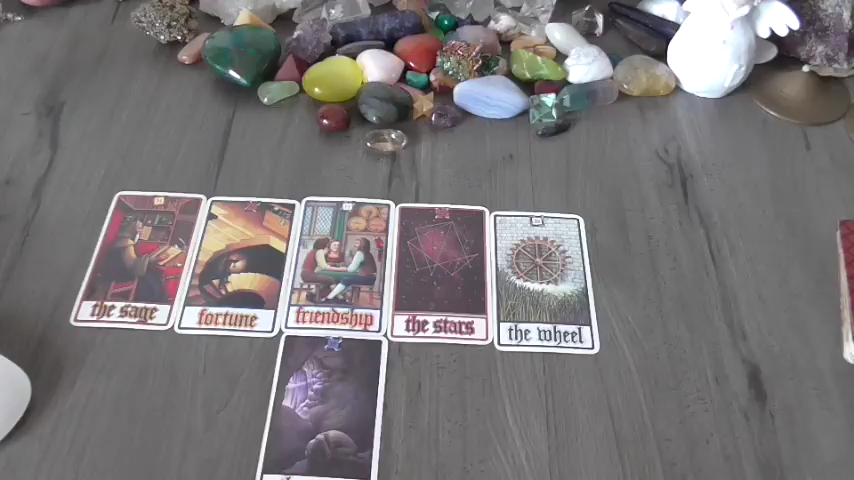 the sage
fortune
friendship
the stars
the wheel